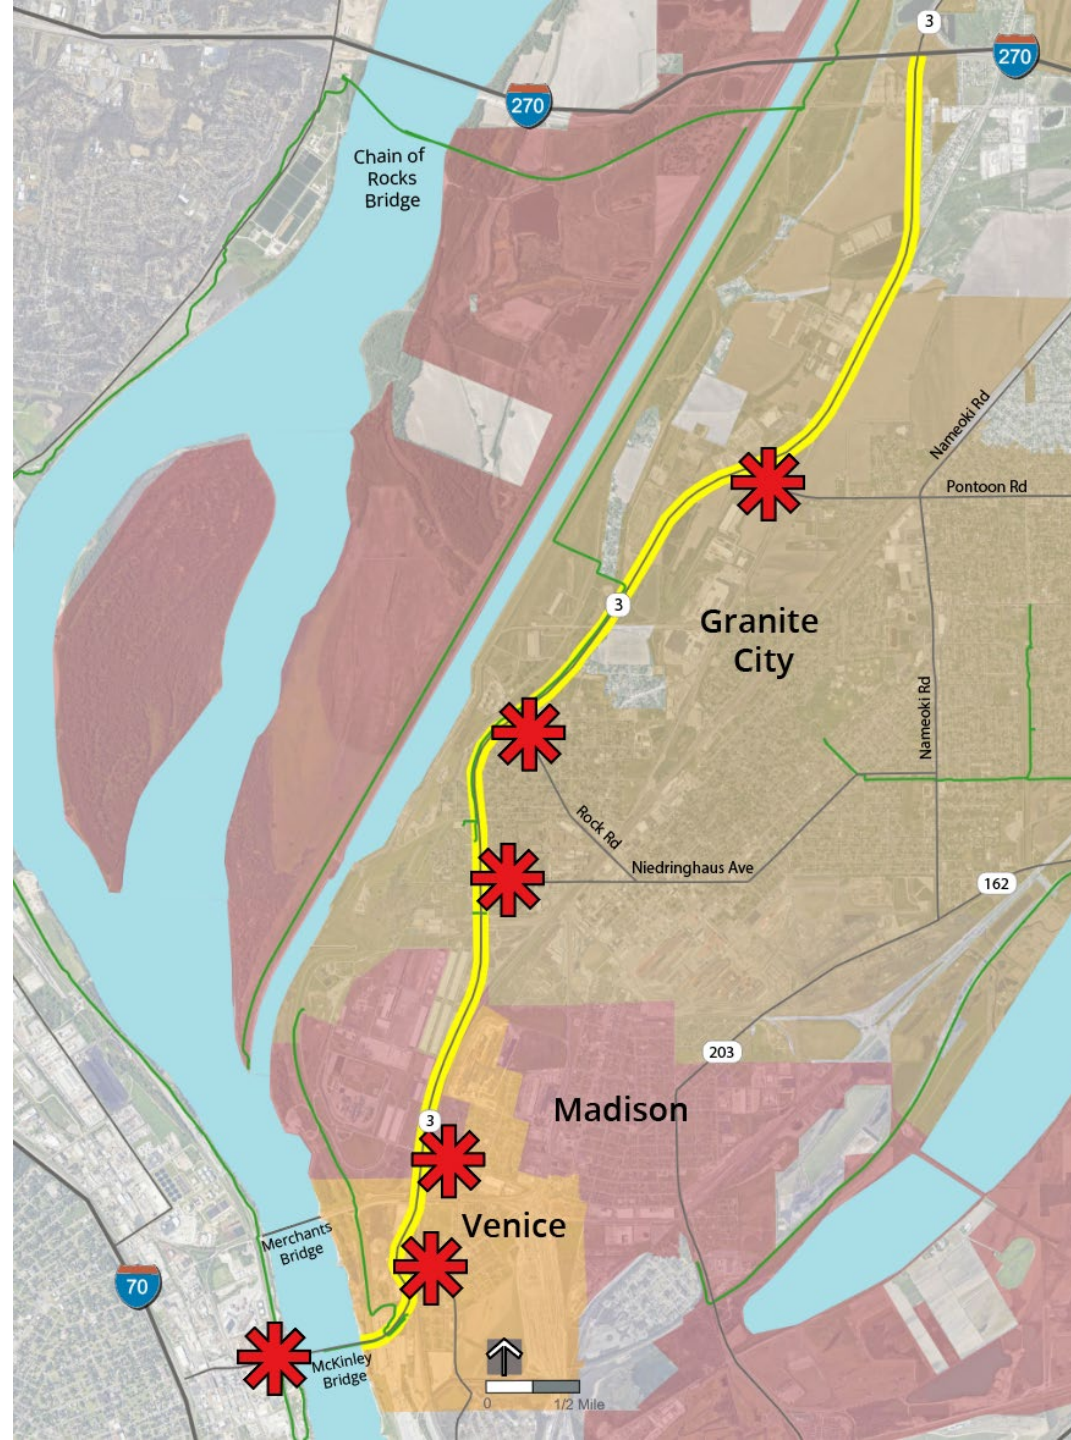 3
270
270
Chain of
Rocks
Bridge
Nameoki Rd
Pontoon Rd
3
Granite
City
Nameoki Rd
Rock Rd
Niedringhaus Ave
162
203
3
Madison
Venice
Merchants
Bridge
70
McKinley
Bridge
0 1/2 Mile